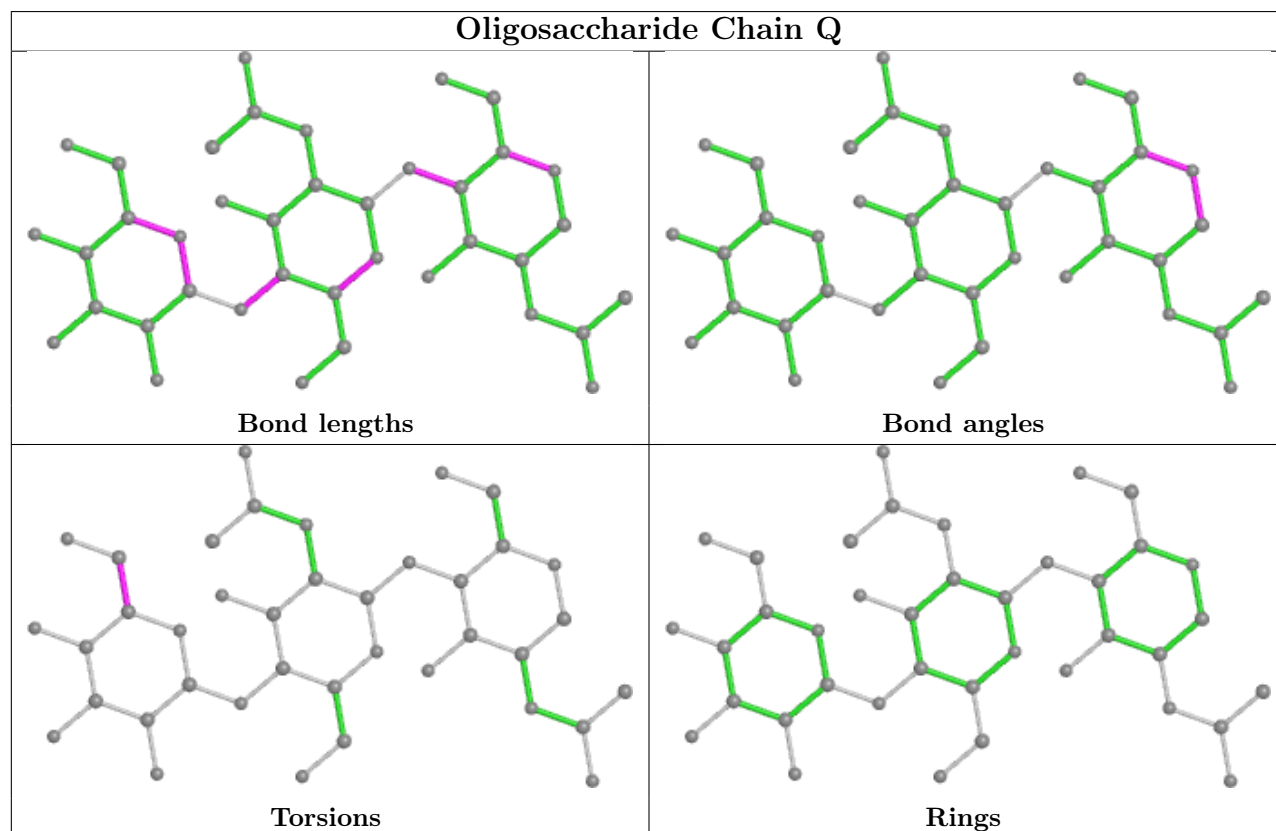 Oligosaccharide Chain Q
Bond lengths
Bond angles
Torsions
Rings